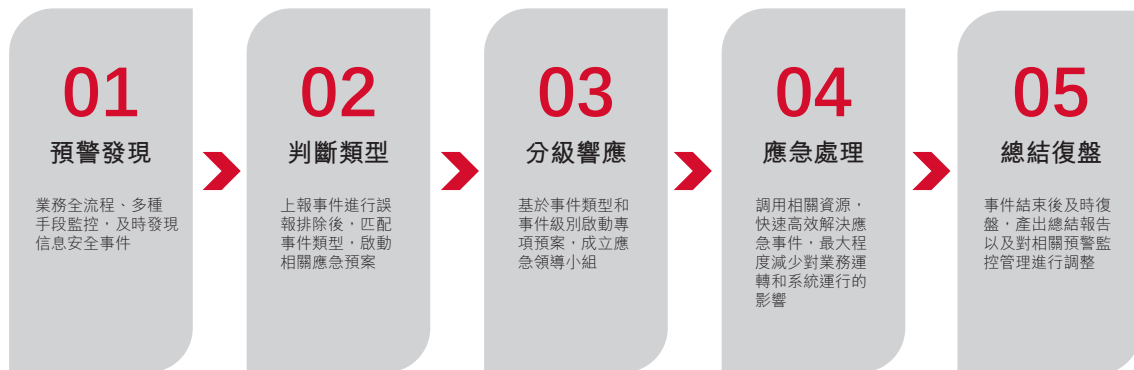 01
預警發現
業務全流程、多種
手段監控，及時發現
信息安全事件
02
判斷類型
上報事件進行誤
報排除後，匹配
事件類型，啟動
相關應急預案
03
分級響應
基於事件類型和
事件級別啟動專
項預案，成立應
急領導小組
04
應急處理
調用相關資源，
快速高效解決應
急事件，最大程
度減少對業務運
轉和系統運行的
影響
05
總結復盤
事件結束後及時復
盤，產出總結報告
以及對相關預警監
控管理進行調整